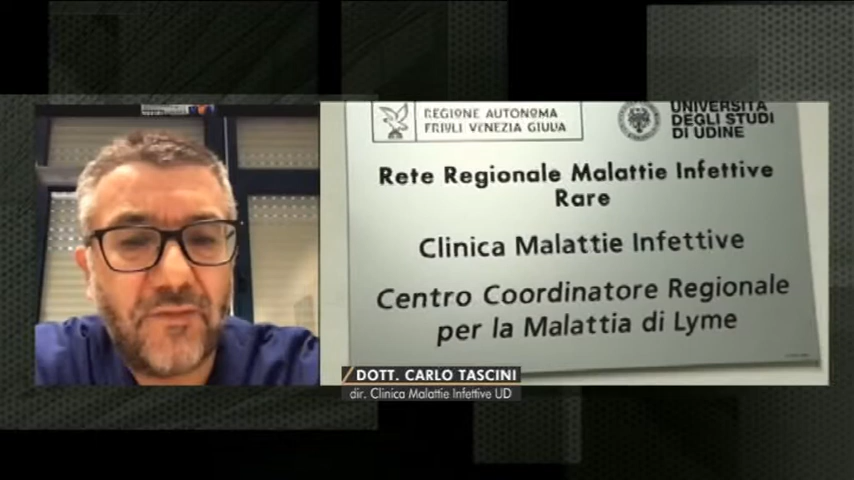 REGIONE AUTONOMA
FRIULI VENEZIA GIULIA
UNIVERSITÀ
DEGLI STUDI
DI UDINE
Rete Regionale Malattie Infettive
Rare
Clinica Malattie Infettive
Centro Coordinatore Regionale
per la Malattia di Lyme
DOTT. CARLO TASCINI
dir. Clinica Malattie Infettive UD